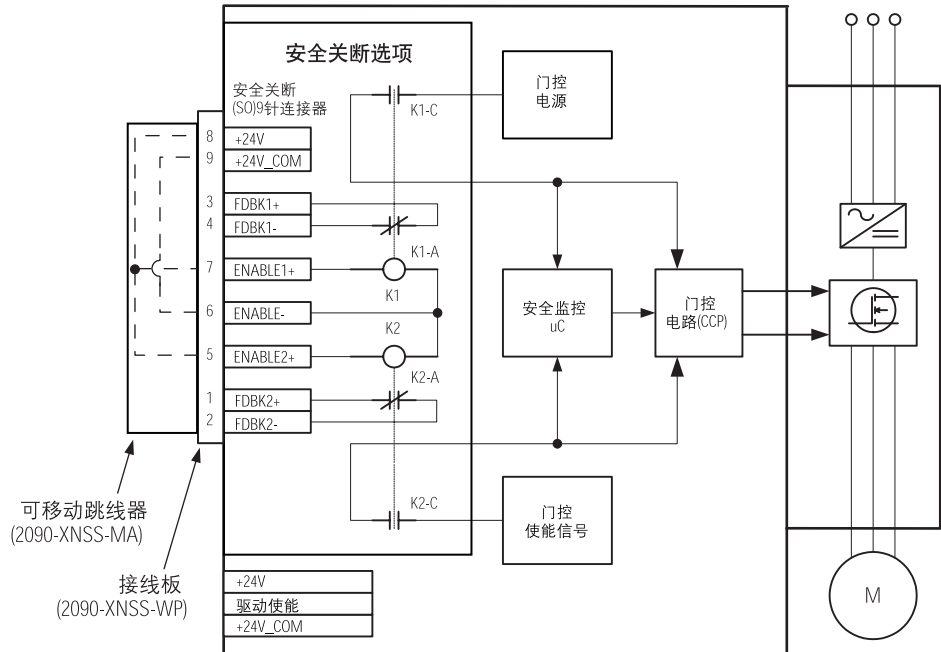 安全关断选项
安全关断
(SO)9针连接器
8
+24V
9
+24V_COM
3
FDBK1+
4
FDBK1-
7
ENABLE1+
6
ENABLE-
5
ENABLE2+
1
FDBK2+
2
FDBK2-
K1-C
K1-A
K1
K2
K2-A
K2-C
门控
电源
安全监控
uC
门控
电路(CCP)
门控
使能信号
M
可移动跳线器
(2090-XNSS-MA)
接线板
(2090-XNSS-WP)
+24V
驱动使能
+24V_COM